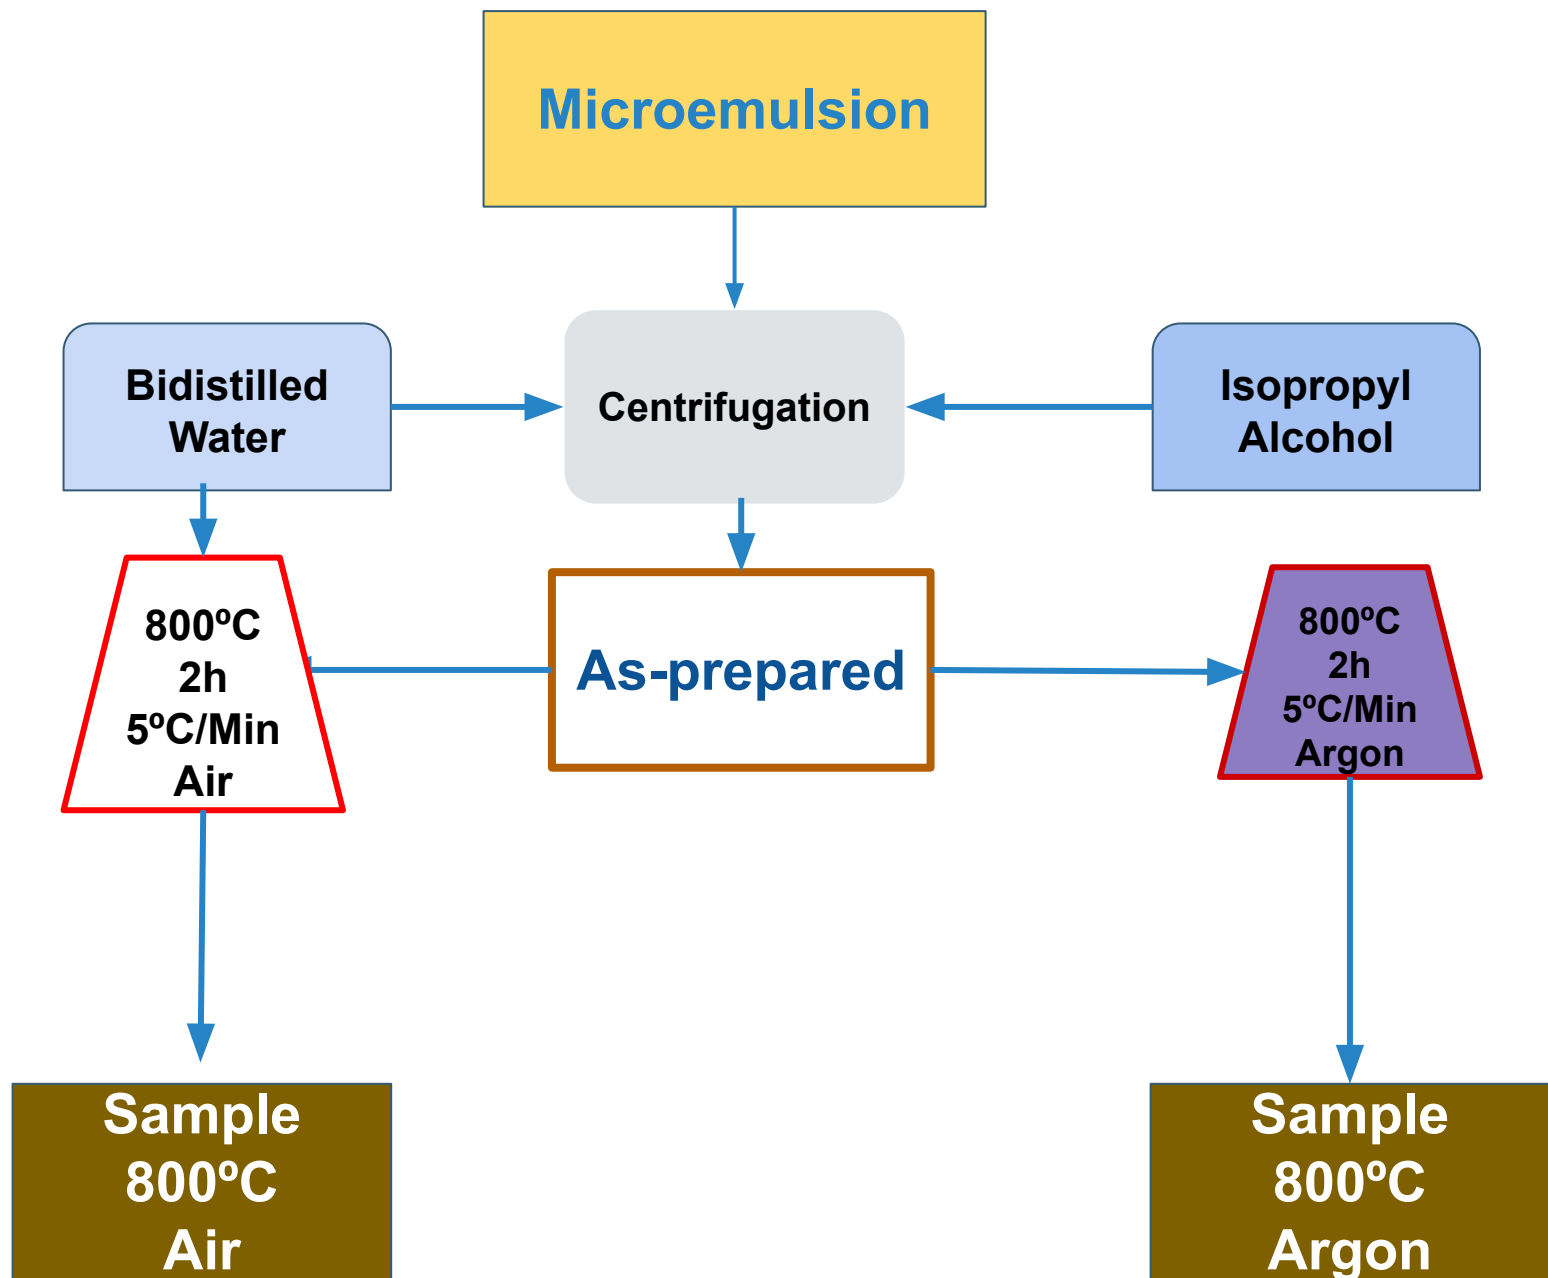 Microemulsion
Bidistilled
Water
Centrifugation
Isopropyl
Alcohol
800ºC
2h
5ºC/Min
Air
As-prepared
800ºC
2h
5ºC/Min
Argon
Sample
800ºC
Air
Sample
800ºC
Argon